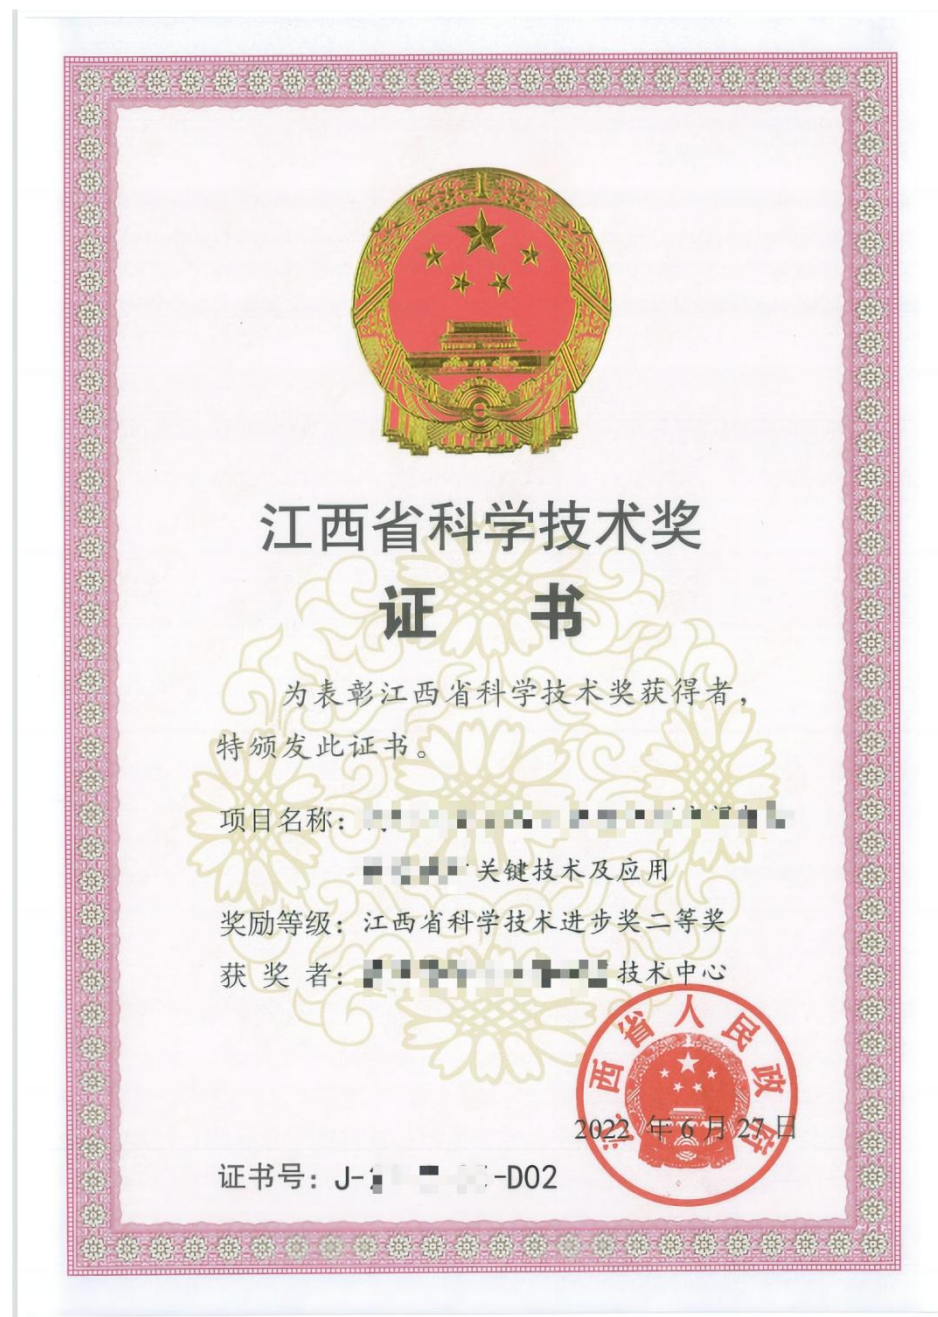 江西省科学技术奖
证 书
为表彰江西省科学技术奖获得者，
特颁发此证书。
项目名称：
关键技术及应用
奖励等级：江西省科学技术进步奖二等奖
获 奖 者：技术中心
江西省人民政府
2022 年 6 月 27 日
证书号：J--D02